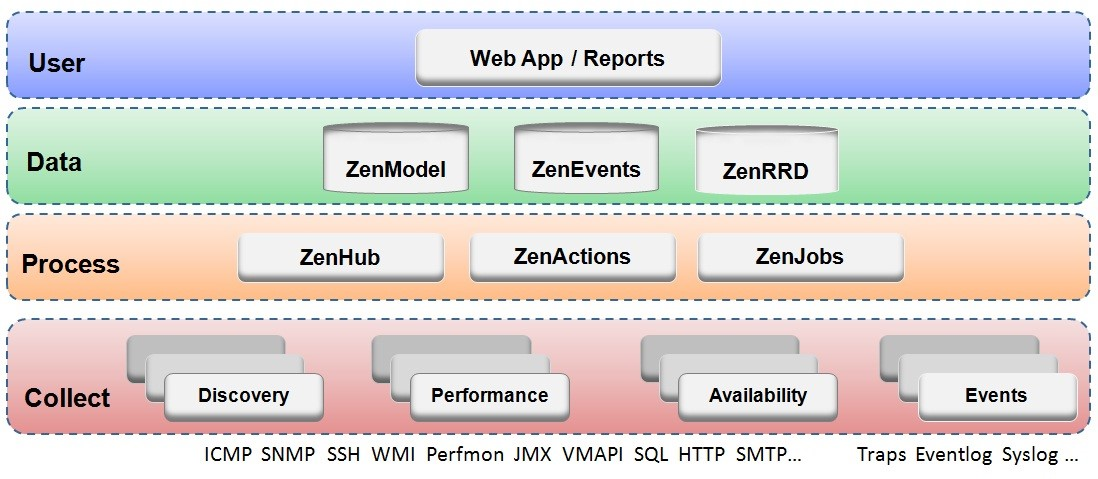 User
Web App / Reports
Data
ZenModel
ZenEvents
ZenRRD
Process
ZenHub
ZenActions
ZenJobs
Collect
Discovery
Performance
Availability
Events
ICMP SNMP SSH WMI Perfmon JMX VMAPI SQL HTTP SMTP... Traps Eventlog Syslog ...